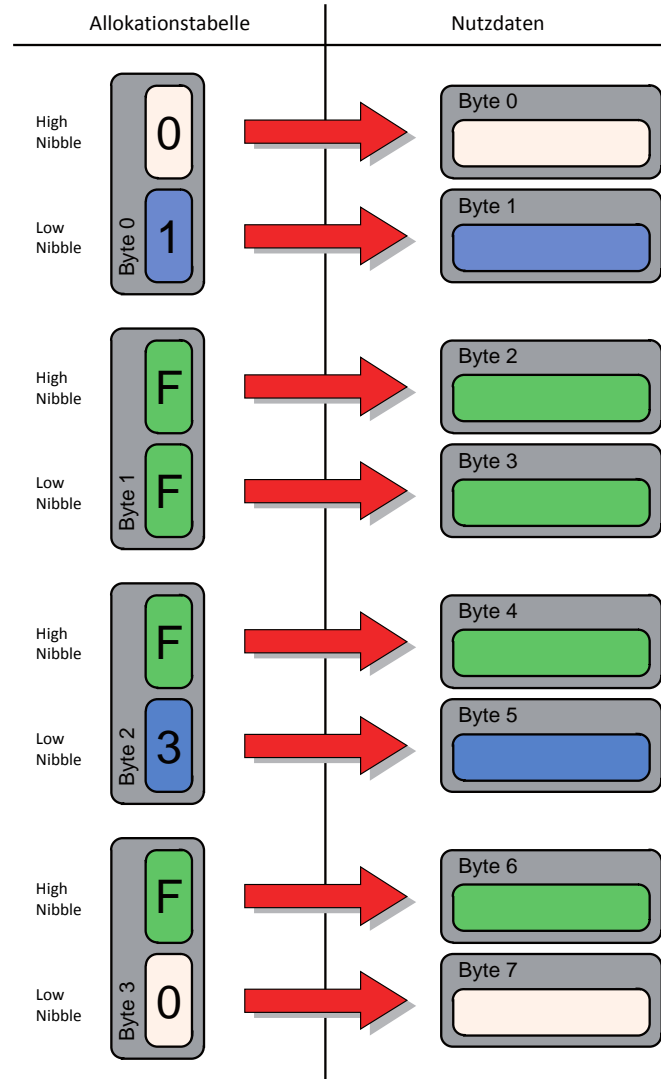 Allokationstabelle
Nutzdaten
High
Nibble
0
Byte 0
Low
Nibble
1
Byte 0
Byte 1
High
Nibble
F
Byte 2
Low
Nibble
F
Byte 1
Byte 3
High
Nibble
F
Byte 4
Low
Nibble
3
Byte 2
Byte 5
High
Nibble
F
Byte 6
Low
Nibble
0
Byte 3
Byte 7